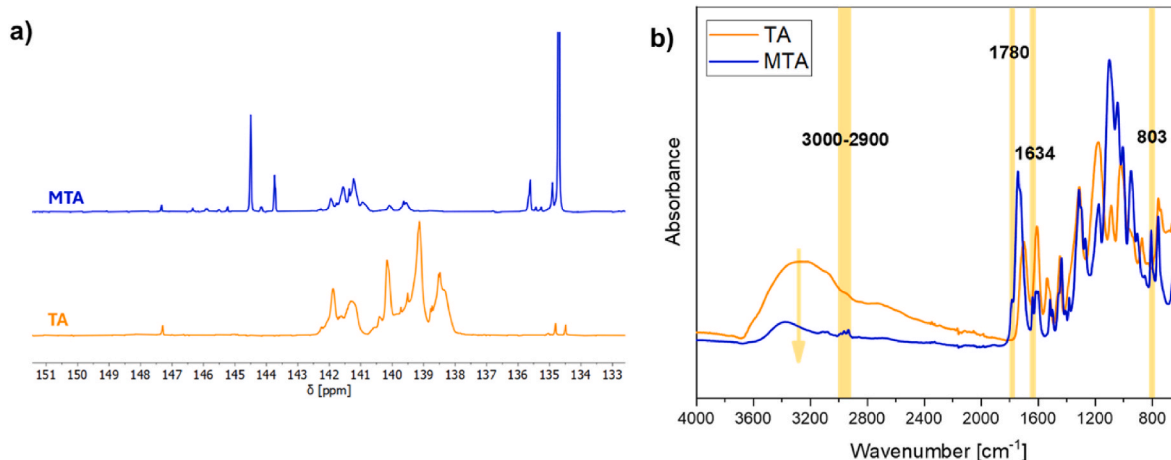 a)
MTA
TA
151 150 149 148 147 146 145 144 143 142 141 140 139 138 137 136 135 134 133
δ [ppm]
b)
TA
MTA
1780
3000-2900
1634
803
Absorbance
4000 3600 3200 2800 2400 2000 1600 1200 800
Wavenumber [cm⁻¹]